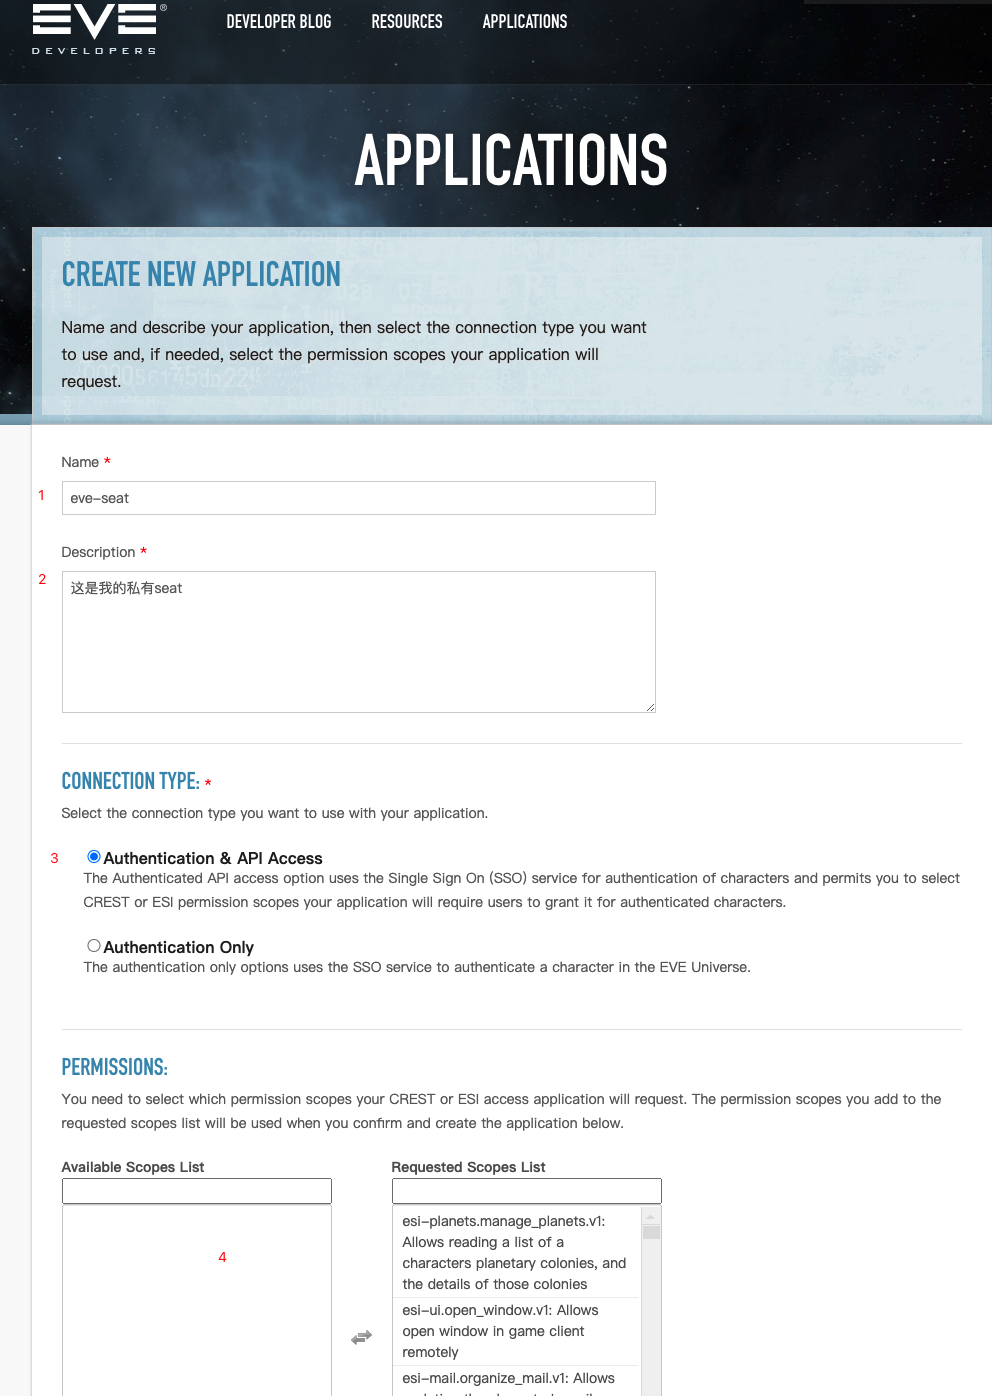 EVE®
DEVELOPERS
DEVELOPER BLOG RESOURCES APPLICATIONS
APPLICATIONS
CREATE NEW APPLICATION
Name and describe your application, then select the connection type you want
to use and, if needed, select the permission scopes your application will
request.
Name *
1
eve-seat
Description *
2
这是我的私有seat
CONNECTION TYPE: *
Select the connection type you want to use with your application.
3
Authentication & API Access
The Authenticated API access option uses the Single Sign On (SSO) service for authentication of characters and permits you to select
CREST or ESI permission scopes your application will require users to grant it for authenticated characters.
Authentication Only
The authentication only options uses the SSO service to authenticate a character in the EVE Universe.
PERMISSIONS:
You need to select which permission scopes your CREST or ESI access application will request. The permission scopes you add to the
requested scopes list will be used when you confirm and create the application below.
Available Scopes List
4
Requested Scopes List
esi-planets.manage_planets.v1:
Allows reading a list of a
characters planetary colonies, and
the details of those colonies
esi-ui.open_window.v1: Allows
open window in game client
remotely
esi-mail.organize_mail.v1: Allows